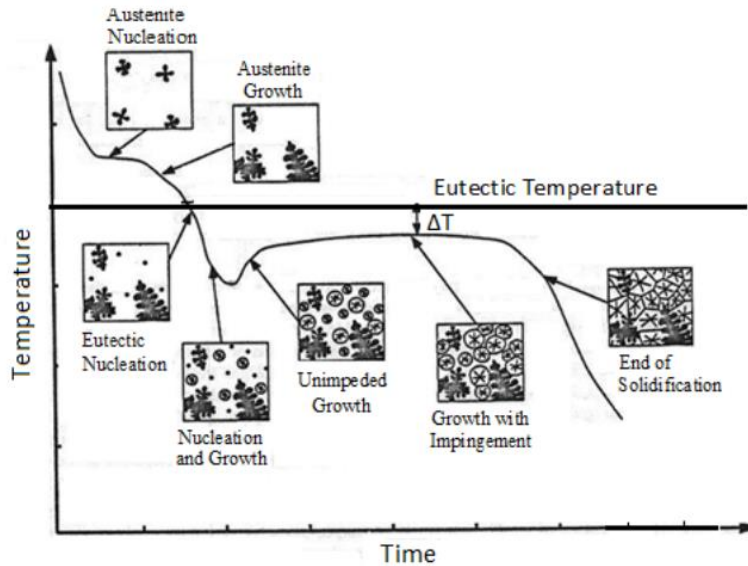 Austenite
Nucleation
Austenite
Growth
Eutectic Temperature
ΔT
Eutectic
Nucleation
Nucleation
and Growth
Unimpeded
Growth
Growth with
Impingement
End of
Solidification
Temperature
Time